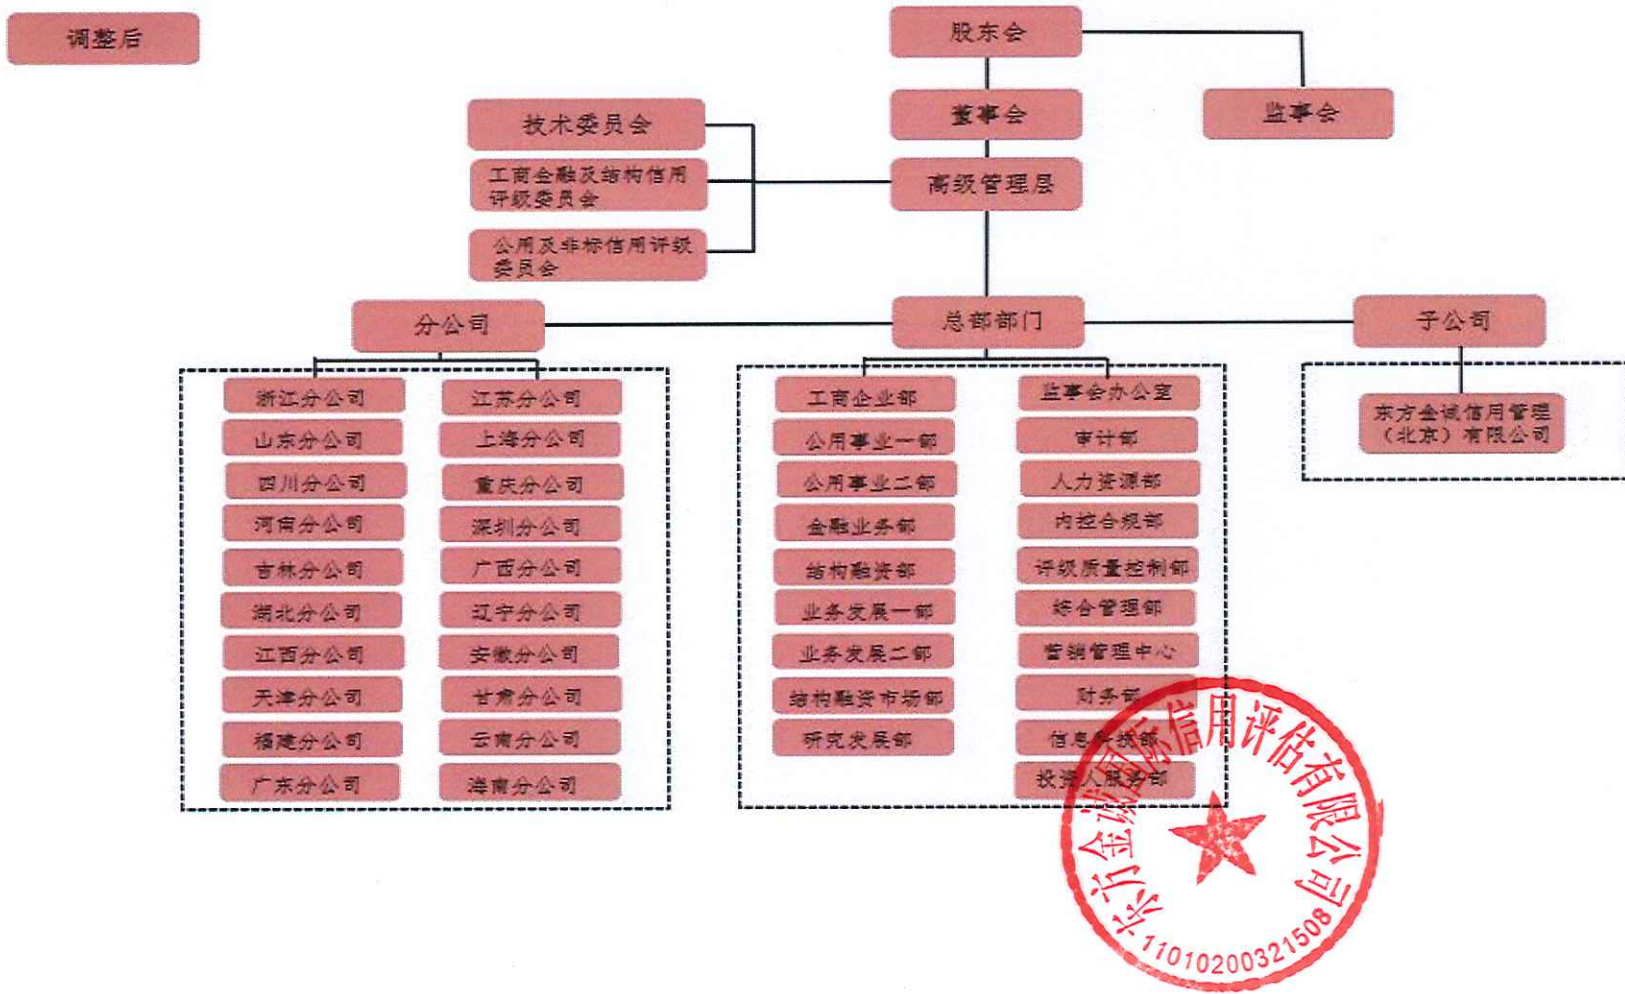 调整后
股东会
董事会
监事会
技术委员会
工商金融及结构信用
评级委员会
高级管理层
公用及非标信用评级
委员会
分公司
总部部门
子公司
浙江分公司
江苏分公司
山东分公司
上海分公司
四川分公司
重庆分公司
河南分公司
深圳分公司
吉林分公司
广西分公司
湖北分公司
辽宁分公司
江西分公司
安徽分公司
天津分公司
甘肃分公司
福建分公司
云南分公司
广东分公司
海南分公司
工商企业部
监事会办公室
公用事业一部
审计部
公用事业二部
人力资源部
金融业务部
内控合规部
结构融资部
评级质量控制部
业务发展一部
综合管理部
业务发展二部
营销管理中心
结构融资市场部
财务部
研究发展部
信息科技部
投资人服务部
东方金诚信用管理
（北京）有限公司
东方金诚国际信用评估有限公司
11010200321508